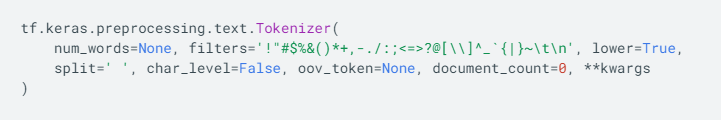 tf.keras.preprocessing.text.Tokenizer(
    num_words=None, filters='!"#$%&()*+,-./:;<=>?@[\\]^_`{|}~\t\n', lower=True,
    split=' ', char_level=False, oov_token=None, document_count=0, **kwargs
)